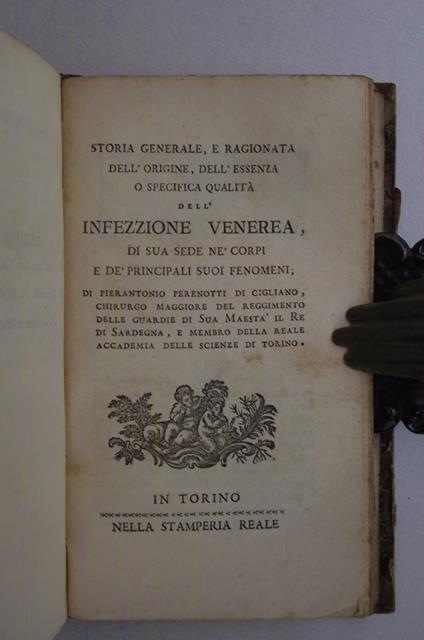 STORIA GENERALE, E RAGIONATA
DELL' ORIGINE, DELL' ESSENZA
O SPECIFICA QUALITÀ
DELL'
INFEZZIONE VENEREA,
DI SUA SEDE NE' CORPI
E DE' PRINCIPALI SUOI FENOMENI;
DI PIERANTONIO PERENOTTI DI CIGLIANO,
CHIRURGO MAGGIORE DEL REGGIMENTO
DELLE GUARDIE DI SUA MAESTA' IL RE
DI SARDEGNA, E MEMBRO DELLA REALE
ACCADEMIA DELLE SCIENZE DI TORINO.
IN TORINO
NELLA STAMPERIA REALE